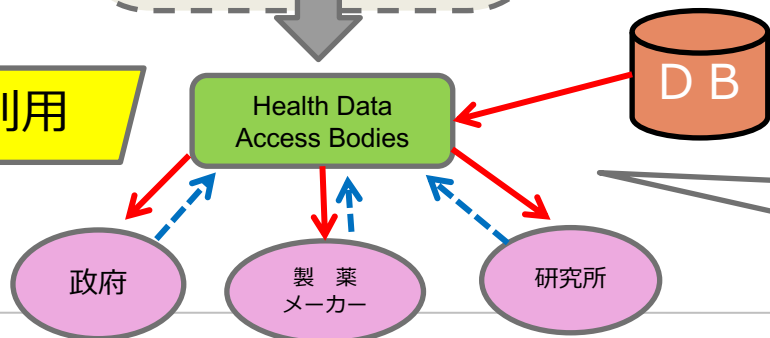 利用
Health Data
Access Bodies
ＤＢ
政府
製　薬
メーカー
研究所